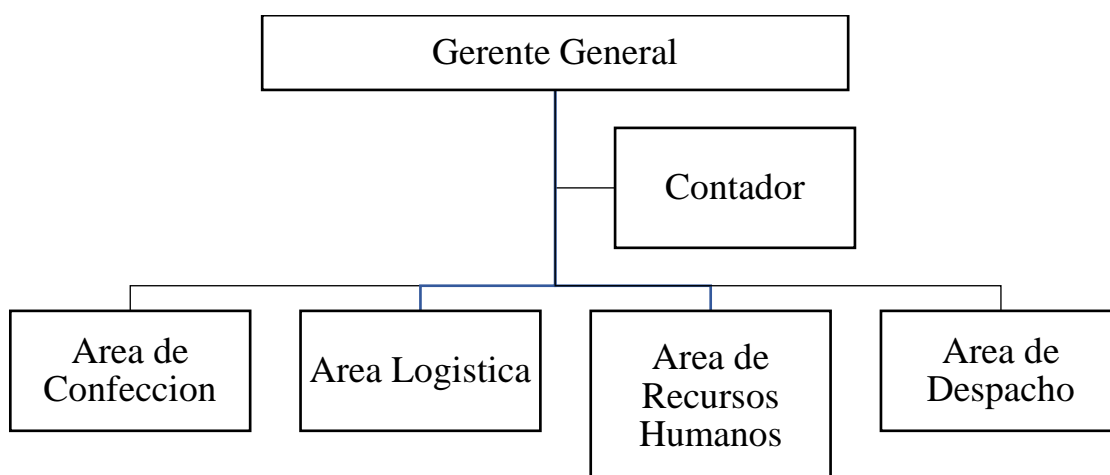 Gerente General
Contador
Area de
Confeccion
Area Logistica
Area de
Recursos
Humanos
Area de
Despacho